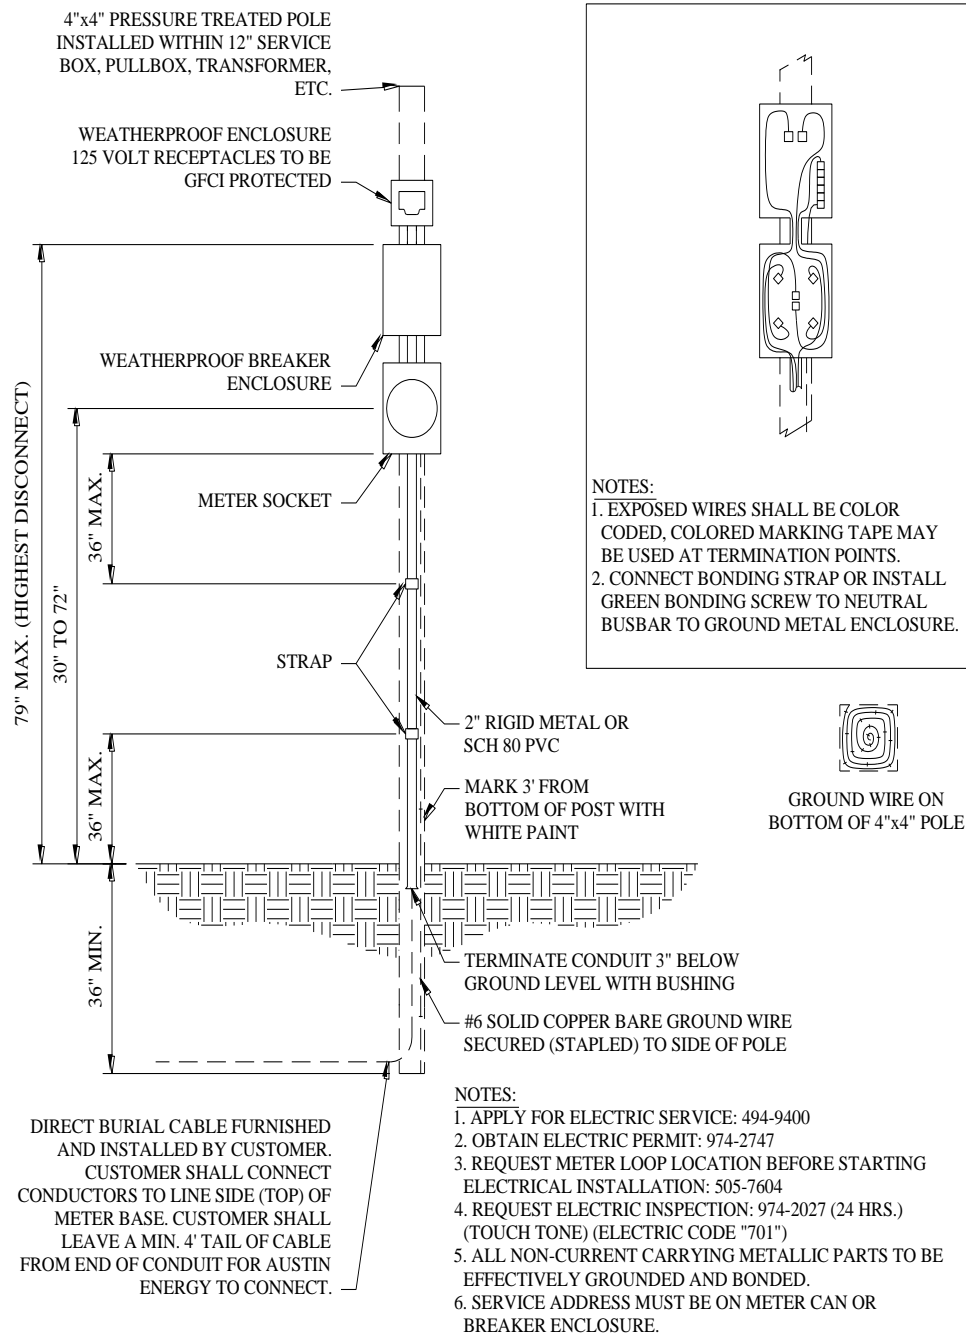 4"x4" PRESSURE TREATED POLE
INSTALLED WITHIN 12" SERVICE
BOX, PULLBOX, TRANSFORMER,
ETC.
WEATHERPROOF ENCLOSURE
125 VOLT RECEPTACLES TO BE
GFCI PROTECTED
WEATHERPROOF BREAKER
ENCLOSURE
METER SOCKET
79" MAX. (HIGHEST DISCONNECT)
30" TO 72"
36" MAX.
STRAP
36" MAX.
2" RIGID METAL OR
SCH 80 PVC
MARK 3' FROM
BOTTOM OF POST WITH
WHITE PAINT
36" MIN.
TERMINATE CONDUIT 3" BELOW
GROUND LEVEL WITH BUSHING
#6 SOLID COPPER BARE GROUND WIRE
SECURED (STAPLED) TO SIDE OF POLE
DIRECT BURIAL CABLE FURNISHED
AND INSTALLED BY CUSTOMER.
CUSTOMER SHALL CONNECT
CONDUCTORS TO LINE SIDE (TOP) OF
METER BASE. CUSTOMER SHALL
LEAVE A MIN. 4' TAIL OF CABLE
FROM END OF CONDUIT FOR AUSTIN
ENERGY TO CONNECT.
NOTES:
1. EXPOSED WIRES SHALL BE COLOR
CODED, COLORED MARKING TAPE MAY
BE USED AT TERMINATION POINTS.
2. CONNECT BONDING STRAP OR INSTALL
GREEN BONDING SCREW TO NEUTRAL
BUSBAR TO GROUND METAL ENCLOSURE.
GROUND WIRE ON
BOTTOM OF 4"x4" POLE
NOTES:
1. APPLY FOR ELECTRIC SERVICE: 494-9400
2. OBTAIN ELECTRIC PERMIT: 974-2747
3. REQUEST METER LOOP LOCATION BEFORE STARTING
ELECTRICAL INSTALLATION: 505-7604
4. REQUEST ELECTRIC INSPECTION: 974-2027 (24 HRS.)
(TOUCH TONE) (ELECTRIC CODE "701")
5. ALL NON-CURRENT CARRYING METALLIC PARTS TO BE
EFFECTIVELY GROUNDED AND BONDED.
6. SERVICE ADDRESS MUST BE ON METER CAN OR
BREAKER ENCLOSURE.